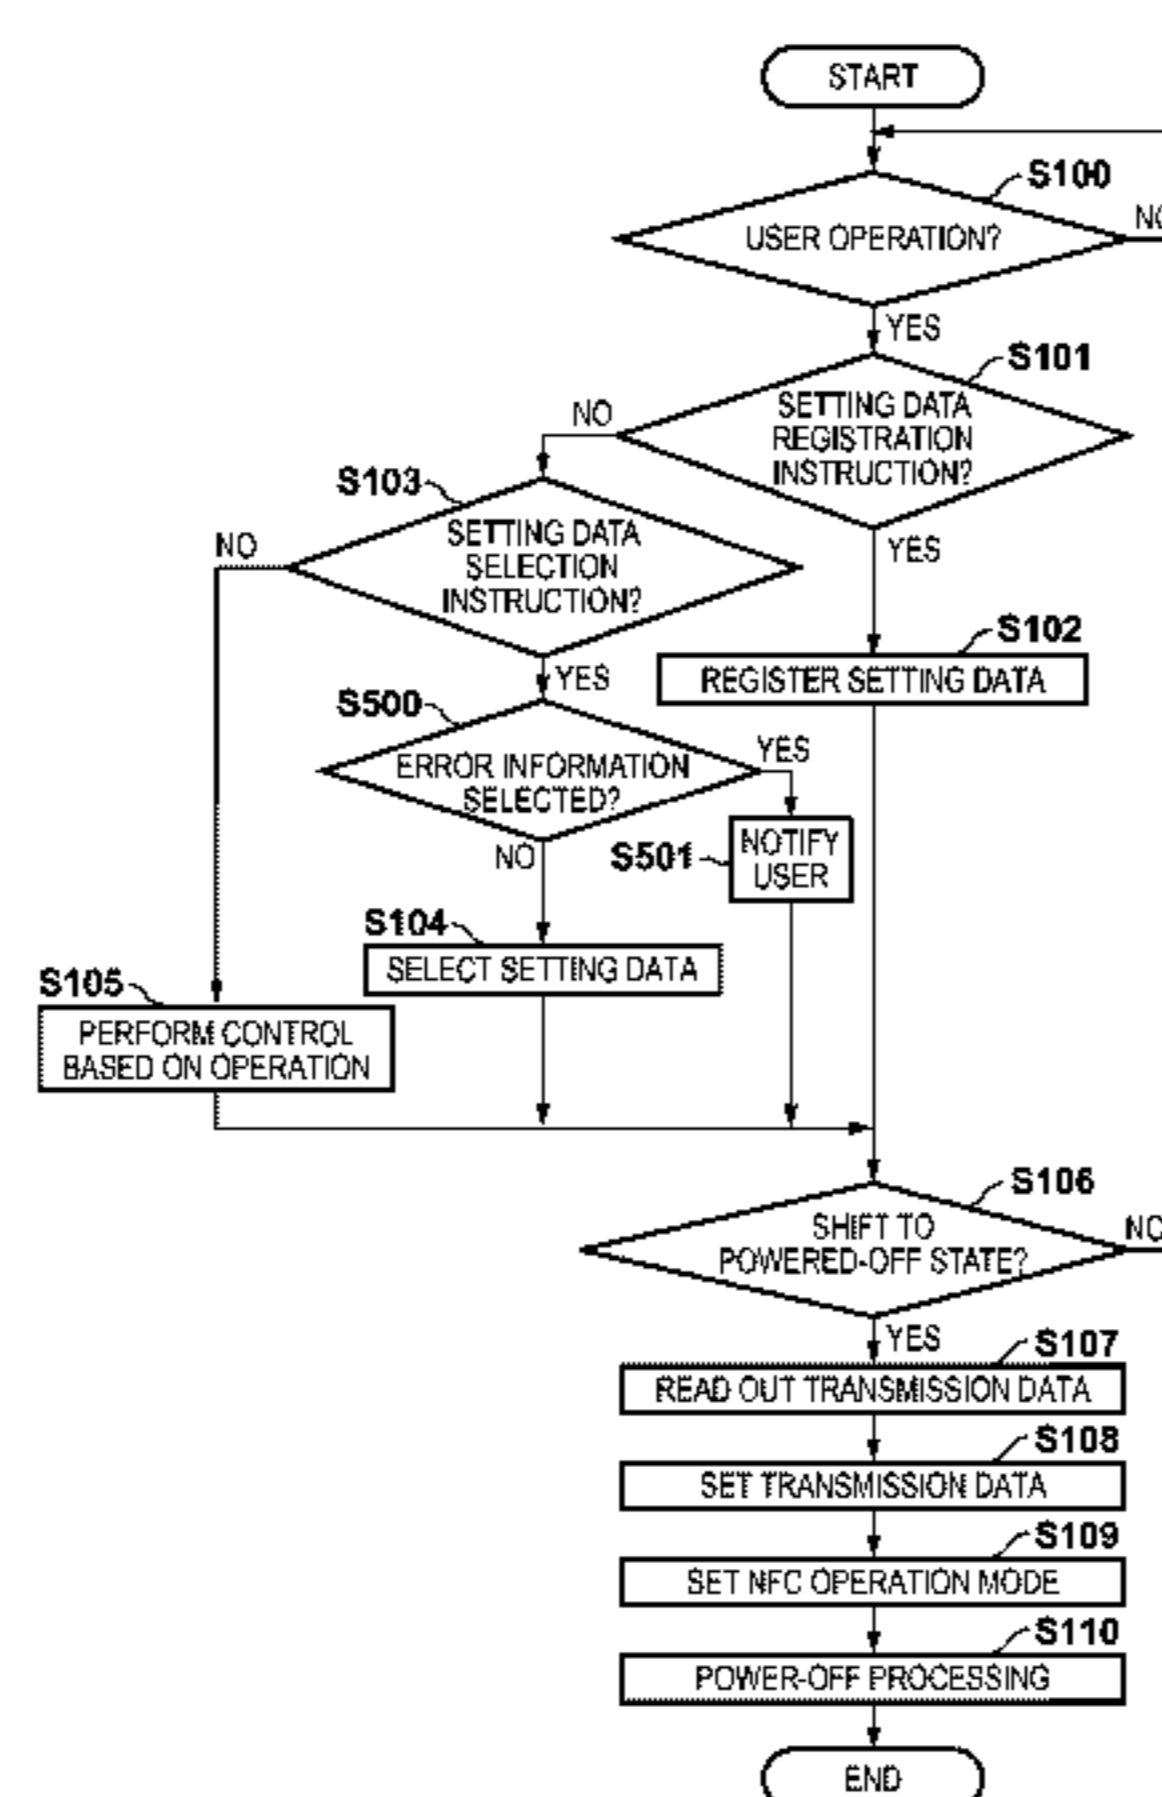 START
S100
USER OPERATION?
NO
YES
S101
SETTING DATA
REGISTRATION
INSTRUCTION?
NO
YES
S103
SETTING DATA
SELECTION
INSTRUCTION?
NO
YES
S102
REGISTER SETTING DATA
S500
ERROR INFORMATION
SELECTED?
YES
NO
S501
NOTIFY
USER
S104
SELECT SETTING DATA
S105
PERFORM CONTROL
BASED ON OPERATION
S106
SHIFT TO
POWERED-OFF STATE?
NO
YES
S107
READ OUT TRANSMISSION DATA
S108
SET TRANSMISSION DATA
S109
SET NFC OPERATION MODE
S110
POWER-OFF PROCESSING
END